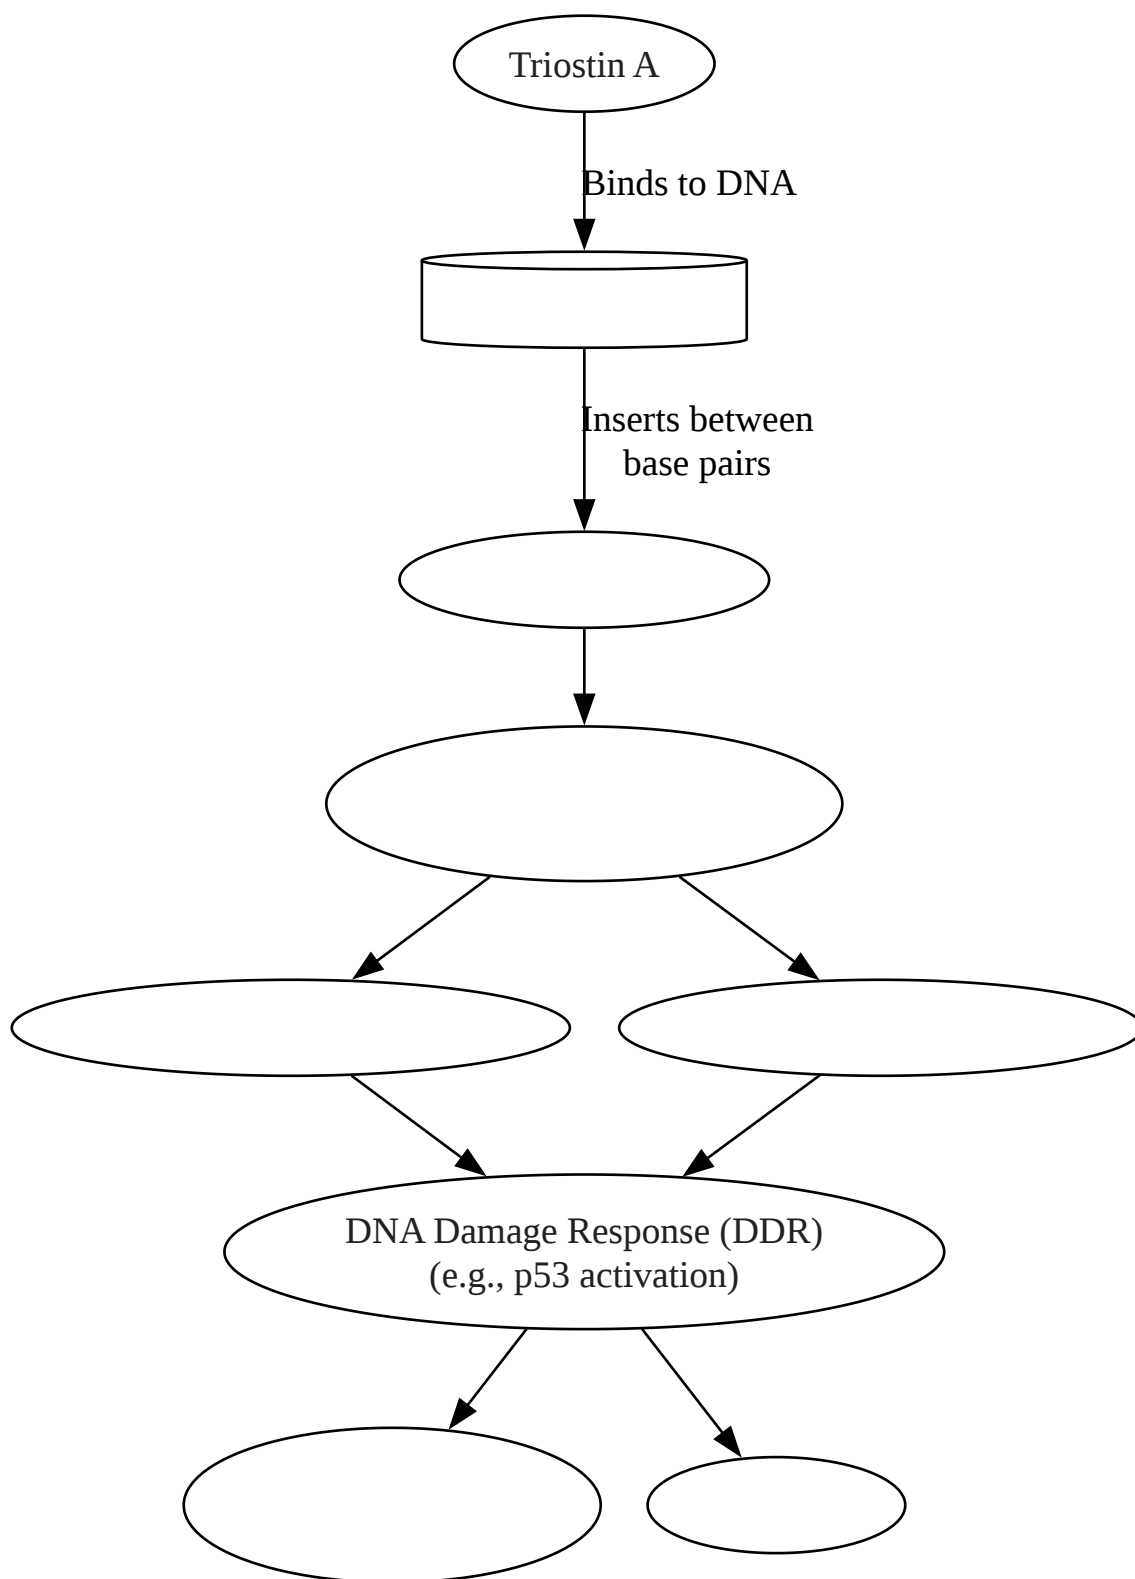 Triostin A
Binds to DNA
Inserts between
base pairs
DNA Damage Response (DDR)
(e.g., p53 activation)